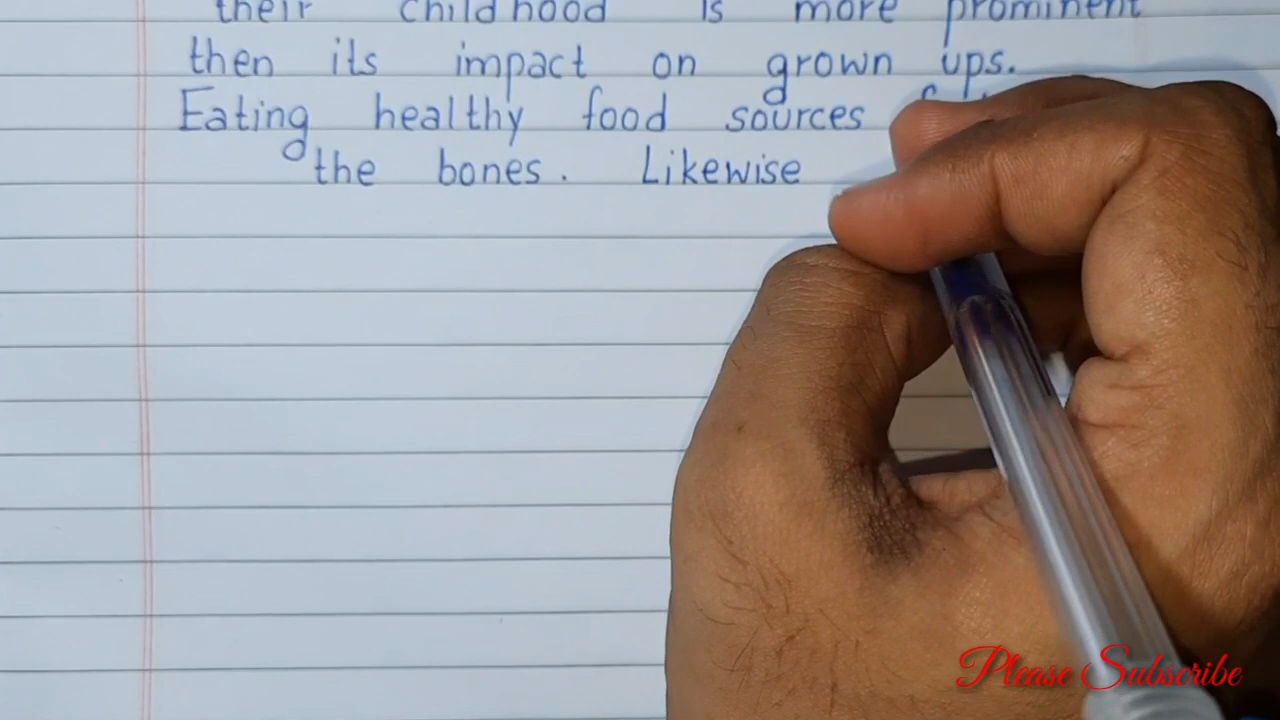 their childhood is more prominent
then its impact on grown ups.
Eating healthy food sources
the bones. Likewise
Please Subscribe